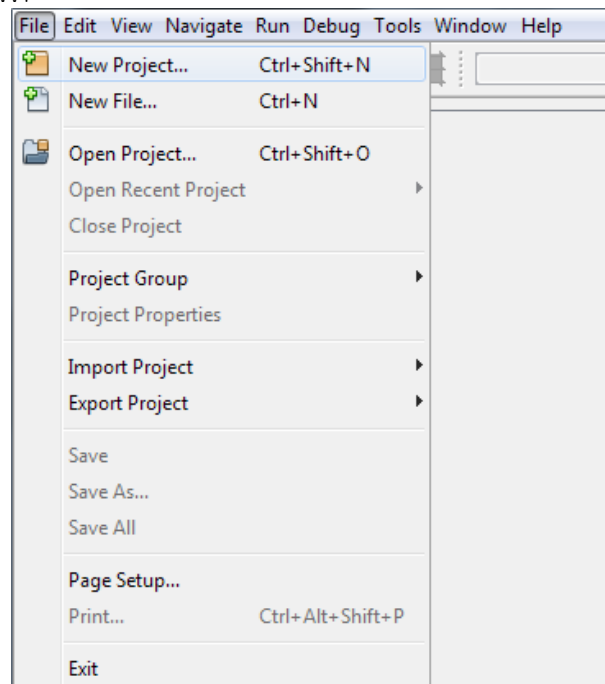 File Edit View Navigate Run Debug Tools Window Help
New Project... Ctrl+Shift+N
New File... Ctrl+N
Open Project... Ctrl+Shift+O
Open Recent Project
Close Project
Project Group
Project Properties
Import Project
Export Project
Save
Save As...
Save All
Page Setup...
Print... Ctrl+Alt+Shift+P
Exit